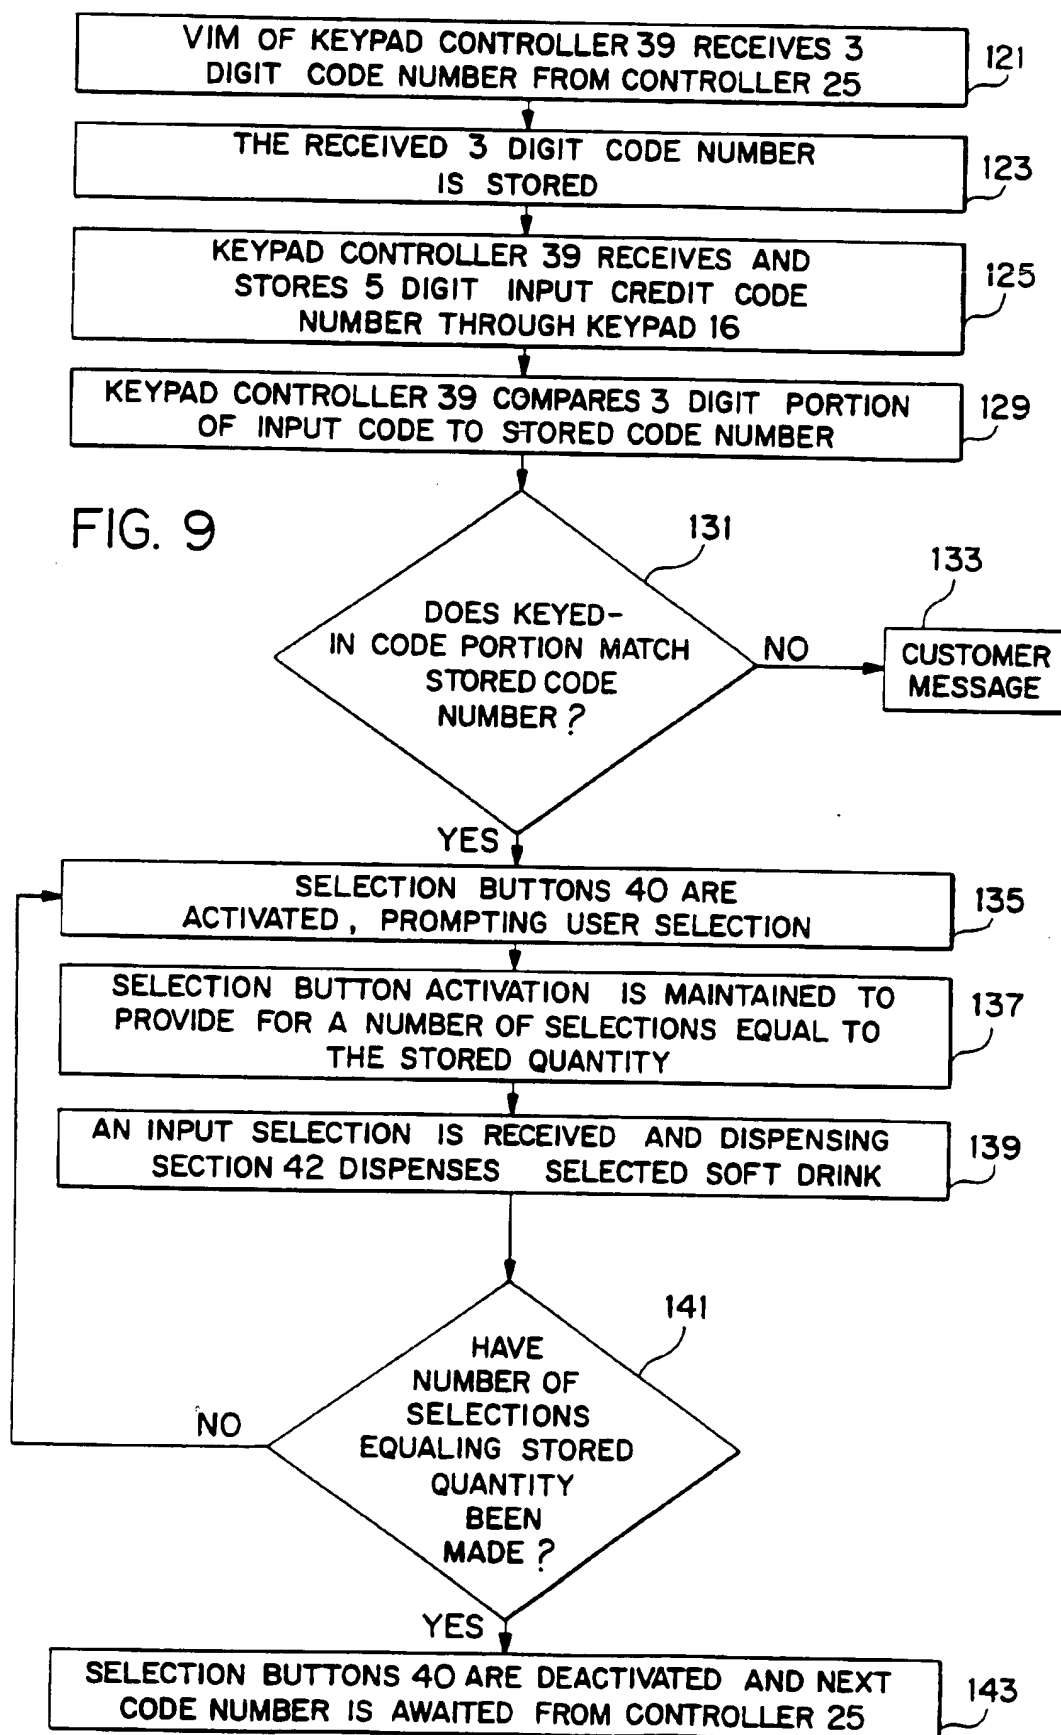 VIM OF KEYPAD CONTROLLER 39 RECEIVES 3
DIGIT CODE NUMBER FROM CONTROLLER 25
121
THE RECEIVED 3 DIGIT CODE NUMBER
IS STORED
123
KEYPAD CONTROLLER 39 RECEIVES AND
STORES 5 DIGIT INPUT CREDIT CODE
NUMBER THROUGH KEYPAD 16
125
KEYPAD CONTROLLER 39 COMPARES 3 DIGIT PORTION
OF INPUT CODE TO STORED CODE NUMBER
129
FIG. 9
131
DOES KEYED-
IN CODE PORTION MATCH
STORED CODE
NUMBER?
NO
133
CUSTOMER
MESSAGE
YES
SELECTION BUTTONS 40 ARE
ACTIVATED, PROMPTING USER SELECTION
135
SELECTION BUTTON ACTIVATION IS MAINTAINED TO
PROVIDE FOR A NUMBER OF SELECTIONS EQUAL TO
THE STORED QUANTITY
137
AN INPUT SELECTION IS RECEIVED AND DISPENSING
SECTION 42 DISPENSES SELECTED SOFT DRINK
139
141
HAVE
NUMBER OF
SELECTIONS
EQUALING STORED
QUANTITY
BEEN
MADE?
NO
YES
SELECTION BUTTONS 40 ARE DEACTIVATED AND NEXT
CODE NUMBER IS AWAITED FROM CONTROLLER 25
143